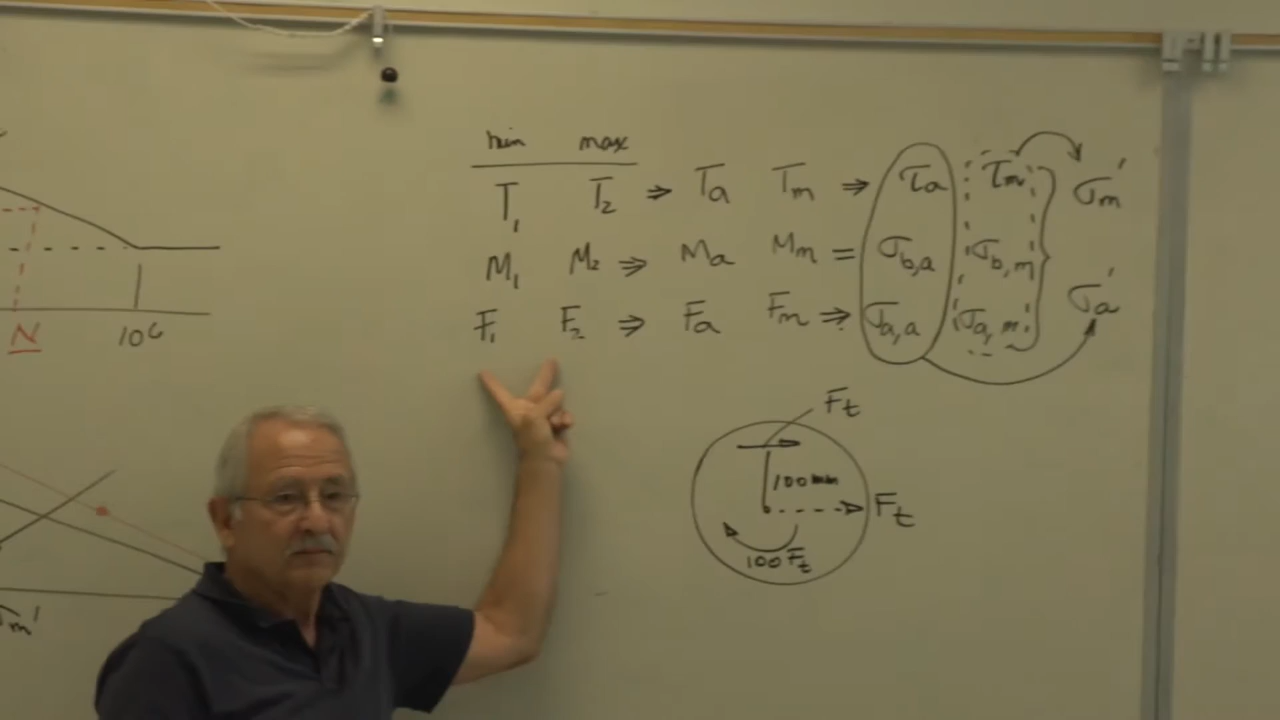 min max
T₁ T₂ ⇒ Ta Tm ⇒ τa τm σm'
M₁ M₂ ⇒ Ma Mm = σb,a σb,m
F₁ F₂ ⇒ Fa Fm ⇒ σa,a σa,m σa'
N 10⁶
Ft
100mm
Ft
100Ft
σm'